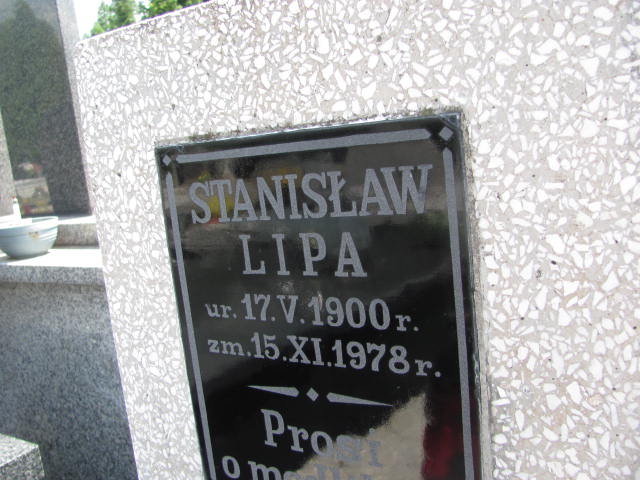 STANISŁAW
LIPA
ur. 17.V.1900 r.
zm. 15.XI.1978 r.
Prosi
o